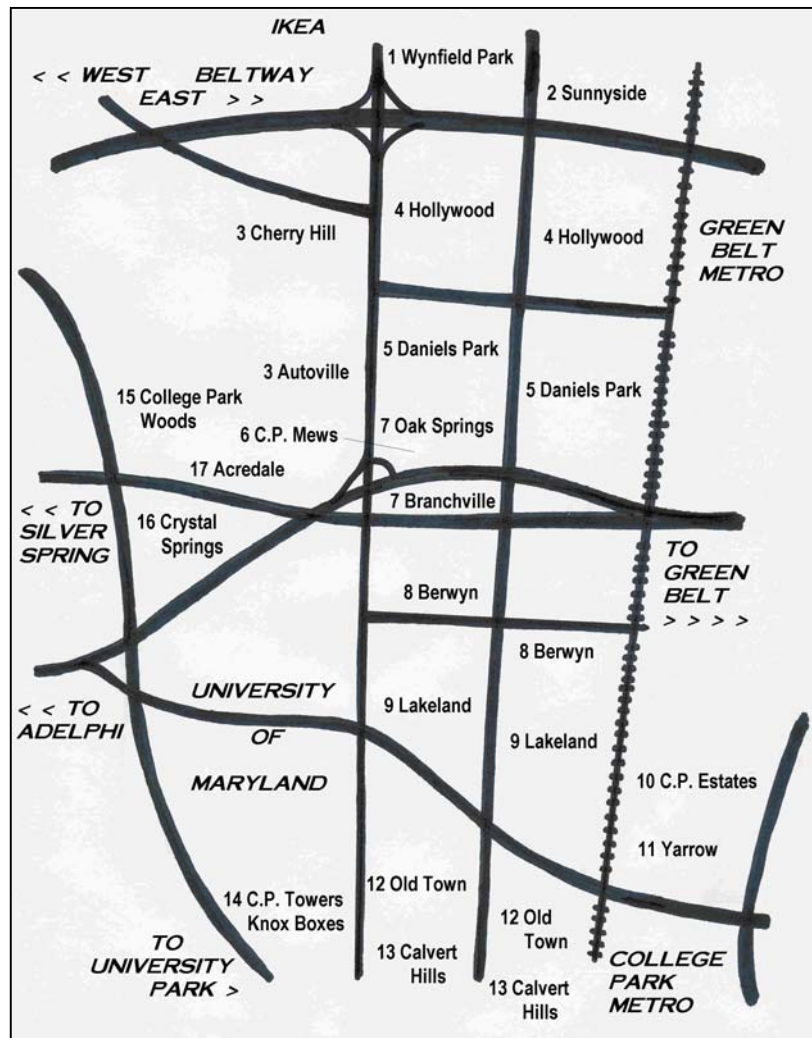 IKEA
1 Wynfield Park
< < WEST BELTWAY
EAST > >
2 Sunnyside
4 Hollywood
3 Cherry Hill
4 Hollywood
GREEN
BELT
METRO
5 Daniels Park
3 Autoville
15 College Park
Woods
5 Daniels Park
7 Oak Springs
6 C.P. Mews
17 Acredale
7 Branchville
< < TO
SILVER
SPRING
16 Crystal
Springs
TO
GREEN
BELT
> > > >
8 Berwyn
8 Berwyn
UNIVERSITY
OF
MARYLAND
< < TO
ADELPHI
9 Lakeland
9 Lakeland
10 C.P. Estates
11 Yarrow
12 Old Town
14 C.P. Towers
Knox Boxes
12 Old
Town
TO
UNIVERSITY
PARK >
13 Calvert
Hills
COLLEGE
PARK
METRO
13 Calvert
Hills